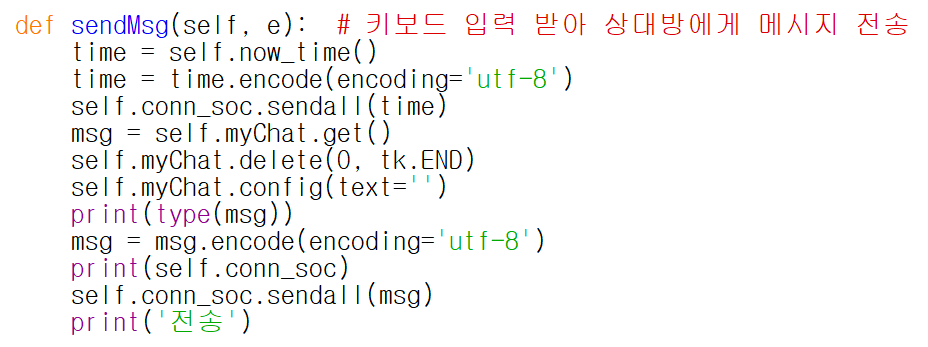 def sendMsg(self, e):  # 키보드 입력 받아 상대방에게 메시지 전송
    time = self.now_time()
    time = time.encode(encoding='utf-8')
    self.conn_soc.sendall(time)
    msg = self.myChat.get()
    self.myChat.delete(0, tk.END)
    self.myChat.config(text='')
    print(type(msg))
    msg = msg.encode(encoding='utf-8')
    print(self.conn_soc)
    self.conn_soc.sendall(msg)
    print('전송')